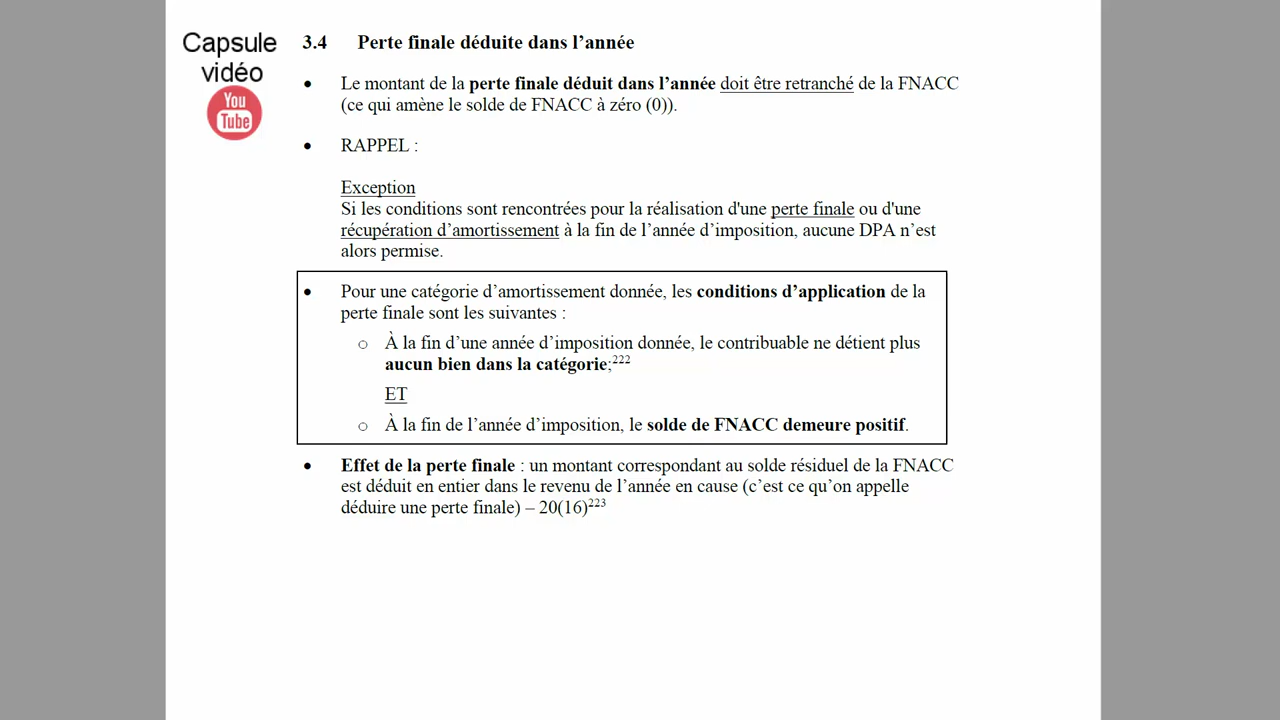 Capsule
vidéo
You
Tube
3.4 Perte finale déduite dans l'année
• Le montant de la perte finale déduit dans l'année doit être retranché de la FNACC
(ce qui amène le solde de FNACC à zéro (0)).
• RAPPEL :
Exception
Si les conditions sont rencontrées pour la réalisation d'une perte finale ou d'une
récupération d'amortissement à la fin de l'année d'imposition, aucune DPA n'est
alors permise.
• Pour une catégorie d'amortissement donnée, les conditions d'application de la
perte finale sont les suivantes :
○ À la fin d'une année d'imposition donnée, le contribuable ne détient plus
aucun bien dans la catégorie;222
ET
○ À la fin de l'année d'imposition, le solde de FNACC demeure positif.
• Effet de la perte finale : un montant correspondant au solde résiduel de la FNACC
est déduit en entier dans le revenu de l'année en cause (c'est ce qu'on appelle
déduire une perte finale) – 20(16)223